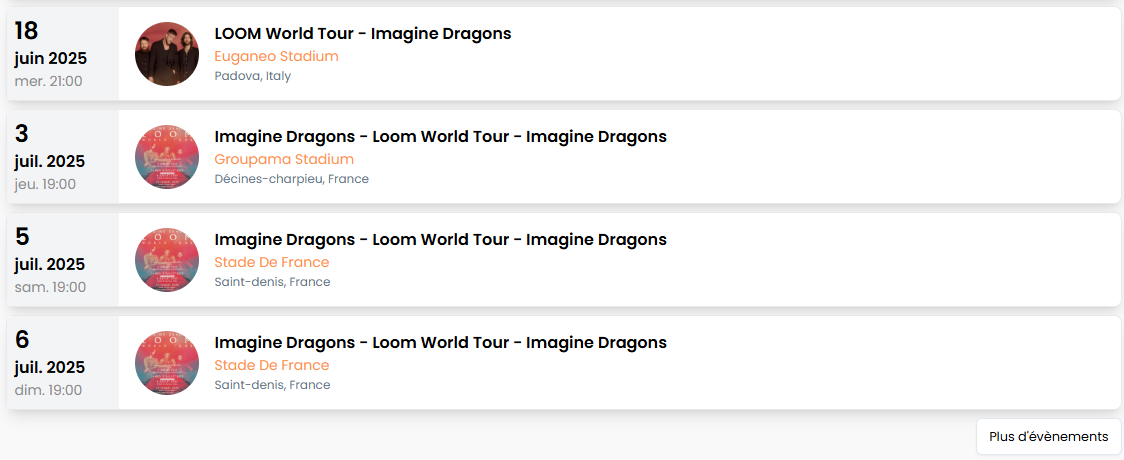 18
juin 2025
mer. 21:00
LOOM World Tour - Imagine Dragons
Euganeo Stadium
Padova, Italy
3
juil. 2025
jeu. 19:00
Imagine Dragons - Loom World Tour - Imagine Dragons
Groupama Stadium
Décines-charpieu, France
5
juil. 2025
sam. 19:00
Imagine Dragons - Loom World Tour - Imagine Dragons
Stade De France
Saint-denis, France
6
juil. 2025
dim. 19:00
Imagine Dragons - Loom World Tour - Imagine Dragons
Stade De France
Saint-denis, France
Plus d'évènements